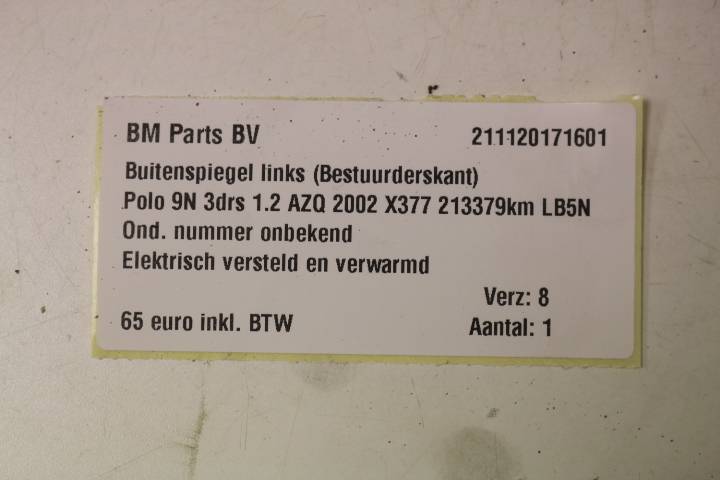 BM Parts BV 211120171601
Buitenspiegel links (Bestuurderskant)
Polo 9N 3drs 1.2 AZQ 2002 X377 213379km LB5N
Ond. nummer onbekend
Elektrisch versteld en verwarmd
Verz: 8
65 euro inkl. BTW Aantal: 1